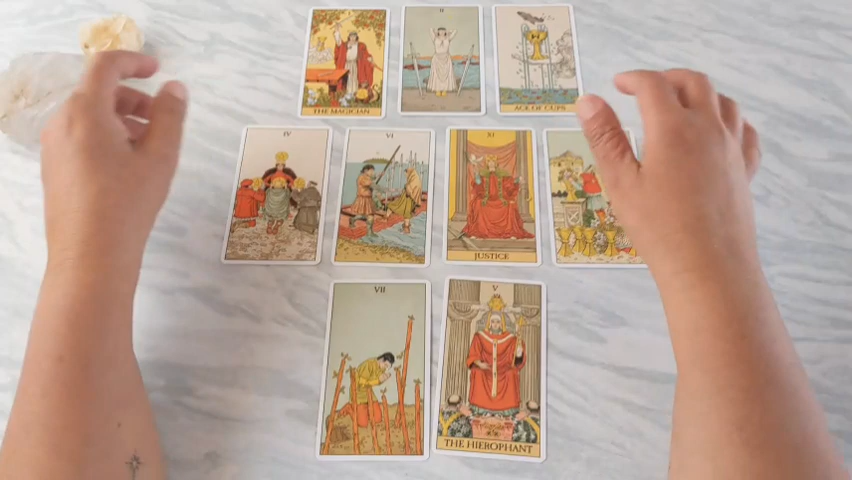 THE MAGICIAN
II
ACE OF CUPS
IV
VI
XI
JUSTICE
VII
V
THE HIEROPHANT